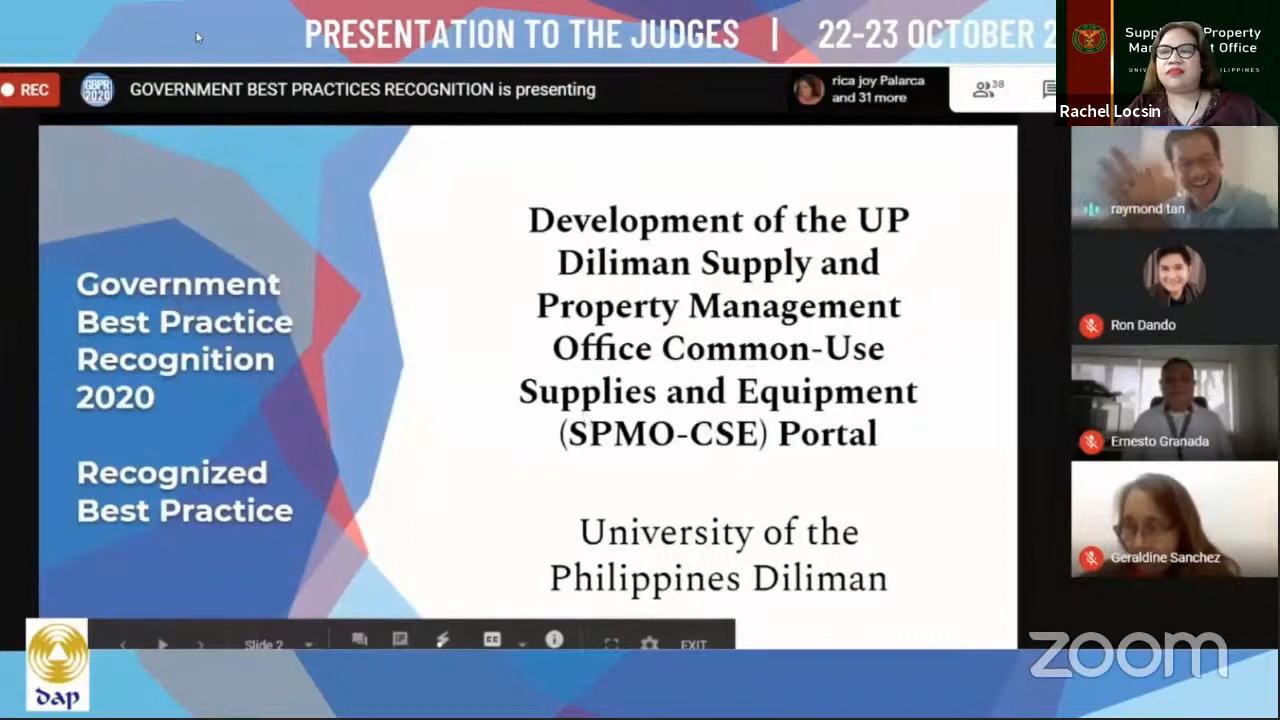 PRESENTATION TO THE JUDGES | 22-23 OCTOBER 2
REC
GBPR
2020
GOVERNMENT BEST PRACTICES RECOGNITION is presenting
rica joy Palarca
and 31 more
38
Rachel Locsin
raymond tan
Ron Dando
Ernesto Granada
Geraldine Sanchez
Government
Best Practice
Recognition
2020
Recognized
Best Practice
Development of the UP
Diliman Supply and
Property Management
Office Common-Use
Supplies and Equipment
(SPMO-CSE) Portal
University of the
Philippines Diliman
Slide 2
CC
EXIT
dap
zoom